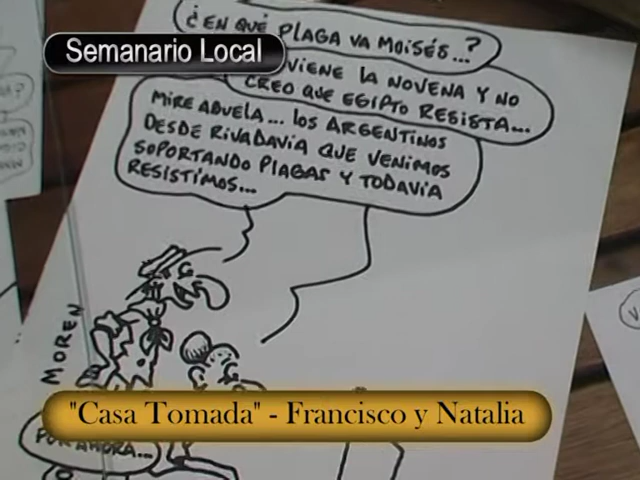 ¿EN QUÉ PLAGA VA MOISÉS...?
Semanario Local
VIENE LA NOVENA Y NO
CREO QUE EGIPTO RESISTA...
MIRE ABUELA... LOS ARGENTINOS
DESDE RIVADAVIA QUE VENIMOS
SOPORTANDO PLAGAS Y TODAVÍA
RESISTIMOS...
MOREN
"Casa Tomada" - Francisco y Natalia
POR AHORA...